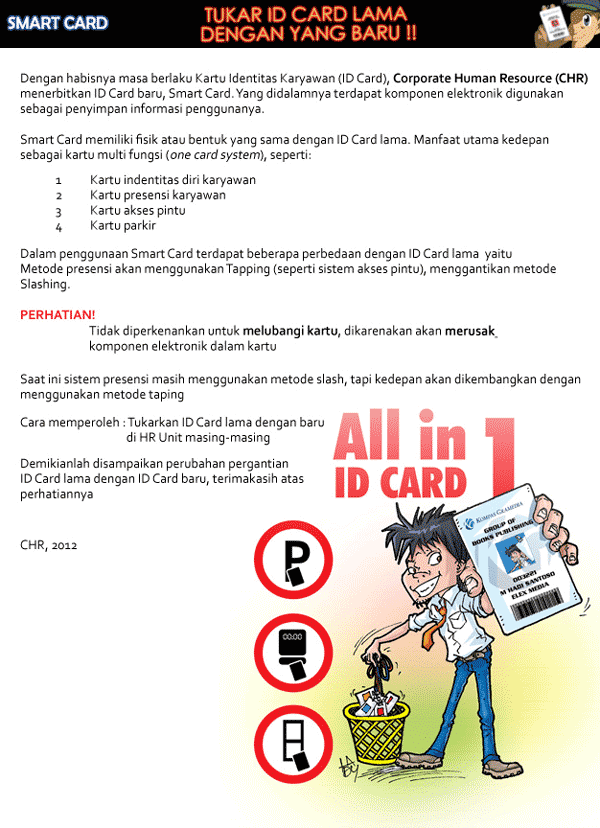 SMART CARD
TUKAR ID CARD LAMA
DENGAN YANG BARU !!
Dengan habisnya masa berlaku Kartu Identitas Karyawan (ID Card), Corporate Human Resource (CHR)
menerbitkan ID Card baru, Smart Card. Yang didalamnya terdapat komponen elektronik digunakan
sebagai penyimpan informasi penggunanya.
Smart Card memiliki fisik atau bentuk yang sama dengan ID Card lama. Manfaat utama kedepan
sebagai kartu multi fungsi (one card system), seperti:
1 Kartu indentitas diri karyawan
2 Kartu presensi karyawan
3 Kartu akses pintu
4 Kartu parkir
Dalam penggunaan Smart Card terdapat beberapa perbedaan dengan ID Card lama yaitu
Metode presensi akan menggunakan Tapping (seperti sistem akses pintu), menggantikan metode
Slashing.
PERHATIAN!
Tidak diperkenankan untuk melubangi kartu, dikarenakan akan merusak
komponen elektronik dalam kartu
Saat ini sistem presensi masih menggunakan metode slash, tapi kedepan akan dikembangkan dengan
menggunakan metode taping
Cara memperoleh : Tukarkan ID Card lama dengan baru
di HR Unit masing-masing
Demikianlah disampaikan perubahan pergantian
ID Card lama dengan ID Card baru, terimakasih atas
perhatiannya
CHR, 2012
All in 1
ID CARD
KOMPAS GRAMEDIA
GROUP OF
BOOKS PUBLISHING
003221
M HADI SANTOSO
ELEX MEDIA
P
00:00